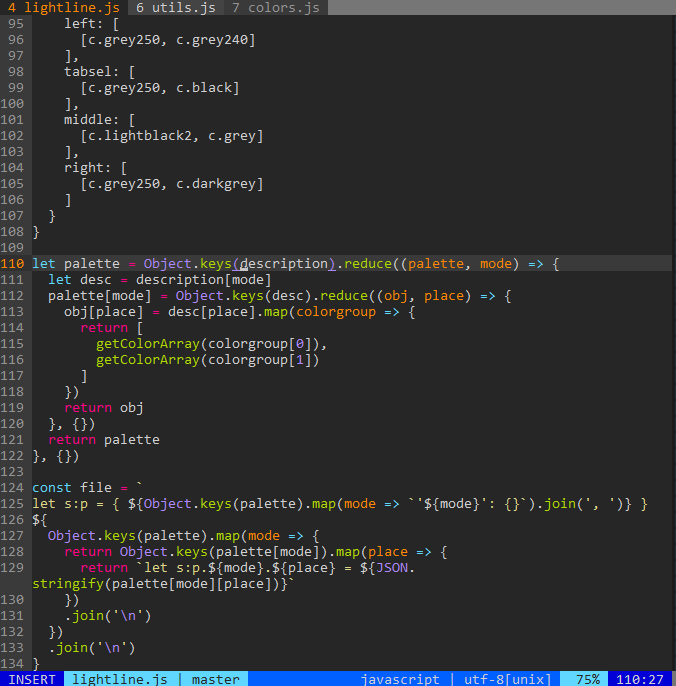 4 lightline.js  6 utils.js  7 colors.js
 95     left: [
 96       [c.grey250, c.grey240]
 97     ],
 98     tabsel: [
 99       [c.grey250, c.black]
100     ],
101     middle: [
102       [c.lightblack2, c.grey]
103     ],
104     right: [
105       [c.grey250, c.darkgrey]
106     ]
107   }
108 }
109
110 let palette = Object.keys(description).reduce((palette, mode) => {
111   let desc = description[mode]
112   palette[mode] = Object.keys(desc).reduce((obj, place) => {
113     obj[place] = desc[place].map(colorgroup => {
114       return [
115         getColorArray(colorgroup[0]),
116         getColorArray(colorgroup[1])
117       ]
118     })
119     return obj
120   }, {})
121   return palette
122 }, {})
123
124 const file = `
125 let s:p = { ${Object.keys(palette).map(mode => `'${mode}': {}`).join(', ')} }
126 ${
127   Object.keys(palette).map(mode => {
128     return Object.keys(palette[mode]).map(place => {
129       return `let s:p.${mode}.${place} = ${JSON.
stringify(palette[mode][place])}`
130     })
131     .join('\n')
132   })
133   .join('\n')
134 }
INSERT  lightline.js | master  javascript | utf-8[unix]  75%  110:27